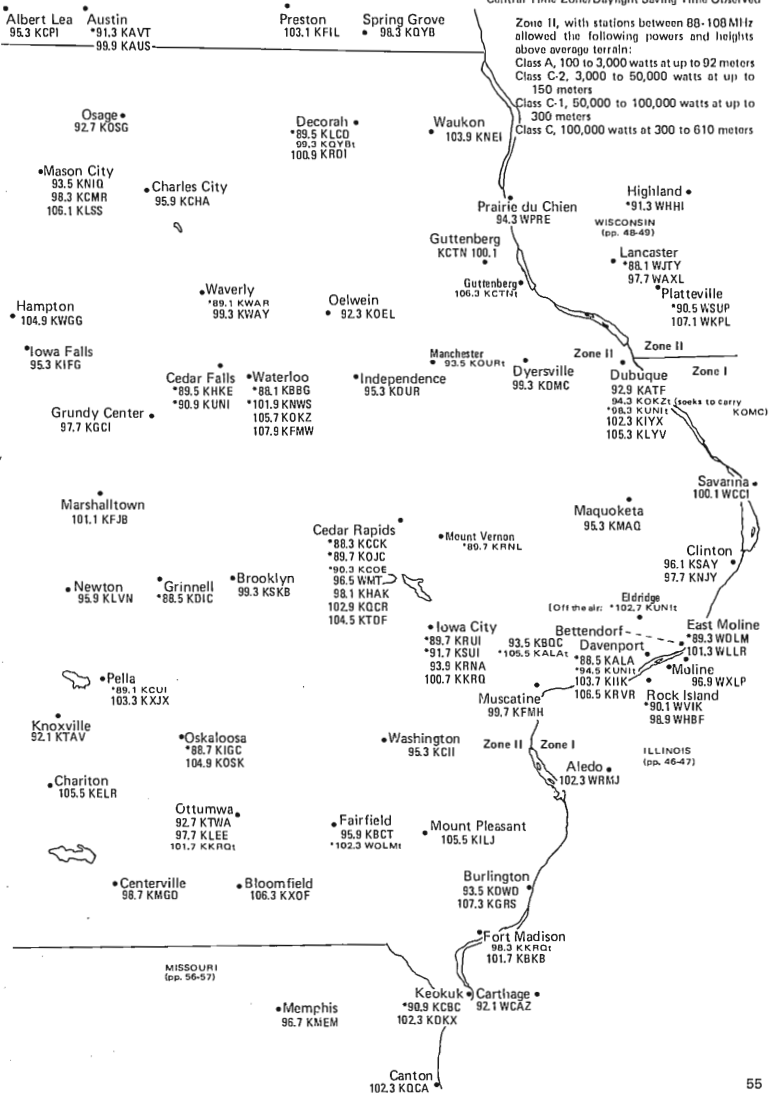 Central Time Zone/Daylight Saving Time Observed
Albert Lea
95.3 KCPI
Austin
*91.3 KAVT
99.9 KAUS
Preston
103.1 KFIL
Spring Grove
98.3 KQYB
Zone II, with stations between 88-108 MHz
allowed the following powers and heights
above average terrain:
Class A, 100 to 3,000 watts at up to 92 meters
Class C-2, 3,000 to 50,000 watts at up to
150 meters
Class C-1, 50,000 to 100,000 watts at up to
300 meters
Class C, 100,000 watts at 300 to 610 meters
Osage
92.7 KOSG
Decorah
*89.5 KLCD
99.3 KQYBt
100.9 KRDI
Waukon
103.9 KNEI
Mason City
93.5 KNIQ
98.3 KCMR
106.1 KLSS
Charles City
95.9 KCHA
Prairie du Chien
94.3 WPRE
Highland
*91.3 WHHI
WISCONSIN
(pp. 48-49)
Guttenberg
KCTN 100.1
Guttenberg
106.3 KCTNt
Lancaster
*88.1 WJTY
97.7 WAXL
Platteville
*90.5 WSUP
107.1 WKPL
Hampton
104.9 KWGG
Waverly
*89.1 KWAR
99.3 KWAY
Oelwein
92.3 KOEL
Iowa Falls
95.3 KIFG
Cedar Falls
*89.5 KHKE
*90.9 KUNI
Waterloo
*88.1 KBBG
*101.9 KNWS
105.7 KOKZ
107.9 KFMW
Independence
95.3 KOUR
Manchester
93.5 KOURt
Dyersville
99.3 KDMC
Zone II
Zone II
Zone I
Dubuque
92.9 KATF
94.3 KOKZt (seeks to carry
KOMC)
*98.3 KUNIt
102.3 KIYX
105.3 KLYV
Grundy Center
97.7 KGCI
Marshalltown
101.1 KFJB
Savanna
100.1 WCCI
Maquoketa
95.3 KMAQ
Cedar Rapids
*88.3 KCCK
*89.7 KOJC
*90.3 KCOE
96.5 WMT
98.1 KHAK
102.9 KQCR
104.5 KTOF
Mount Vernon
*89.7 KRNL
Clinton
96.1 KSAY
97.7 KNJY
Newton
95.9 KLVN
Grinnell
*88.5 KDIC
Brooklyn
99.3 KSKB
Eldridge
(Off the air: *102.7 KUNIt
Iowa City
*89.7 KRUI
*91.7 KSUI
93.9 KRNA
100.7 KKRQ
Bettendorf
93.5 KBQC
*105.5 KALAt
Davenport
*88.5 KALA
*94.5 KUNIt
103.7 KIIK
106.5 KRVR
East Moline
*89.3 WDLM
101.3 WLLR
Moline
96.9 WXLP
Rock Island
*90.1 WVIK
98.9 WHBF
Pella
*89.1 KCUI
103.3 KXJX
Muscatine
99.7 KFMH
Knoxville
92.1 KTAV
Oskaloosa
*88.7 KIGC
104.9 KOSK
Washington
95.3 KCII
Zone II
Zone I
ILLINOIS
(pp. 46-47)
Aledo
102.3 WRMJ
Chariton
105.5 KELR
Ottumwa
92.7 KTWA
97.7 KLEE
101.7 KKRQt
Fairfield
95.9 KBCT
*102.3 WDLMt
Mount Pleasant
105.5 KILJ
Centerville
98.7 KMGO
Bloomfield
106.3 KXOF
Burlington
93.5 KDWD
107.3 KGRS
Fort Madison
98.3 KKRQt
101.7 KBKB
MISSOURI
(pp. 56-57)
Memphis
96.7 KMEM
Keokuk
*90.9 KCBC
102.3 KOKX
Carthage
92.1 WCAZ
Canton
102.3 KQCA
55